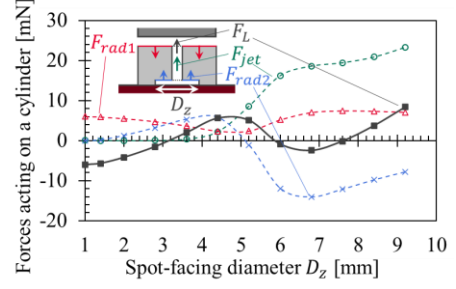 Forces acting on a cylinder [mN]
30
20
10
0
-10
-20
F_L
F_rad1
F_jet
F_rad2
D_z
1 2 3 4 5 6 7 8 9 10
Spot-facing diameter D_z [mm]